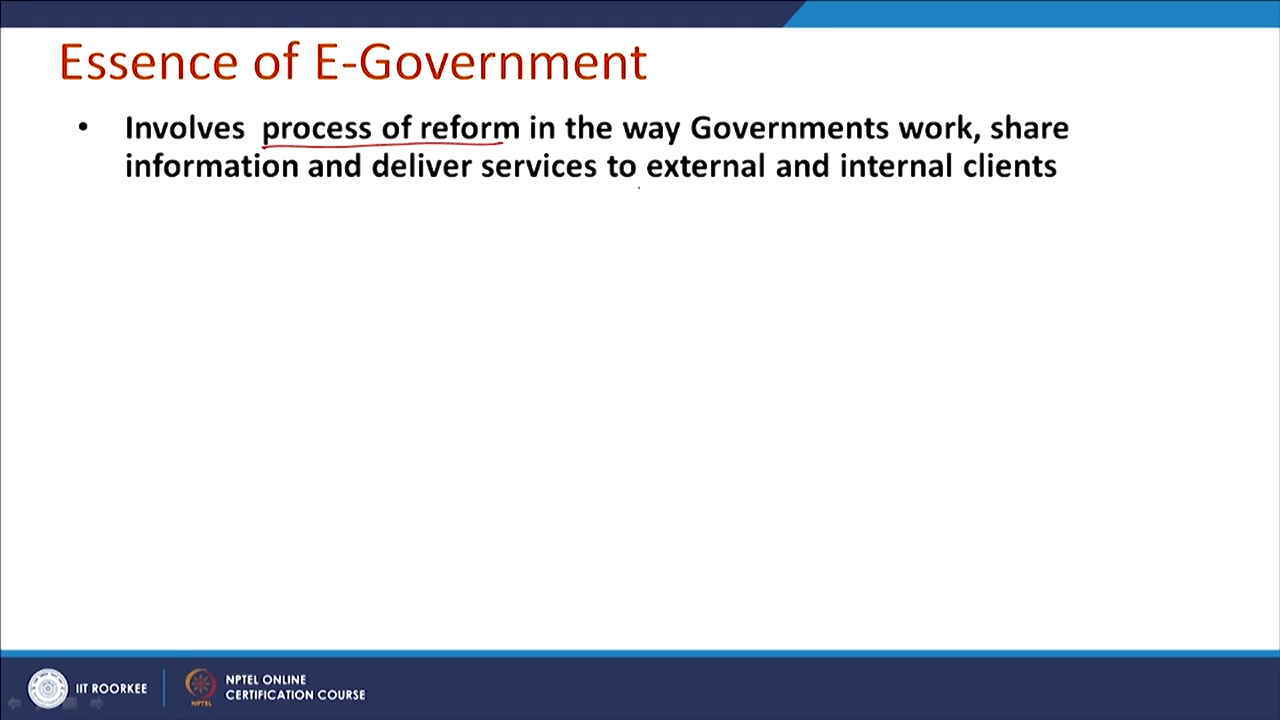 Essence of E-Government
• Involves process of reform in the way Governments work, share
information and deliver services to external and internal clients
IIT ROORKEE
NPTEL
NPTEL ONLINE
CERTIFICATION COURSE